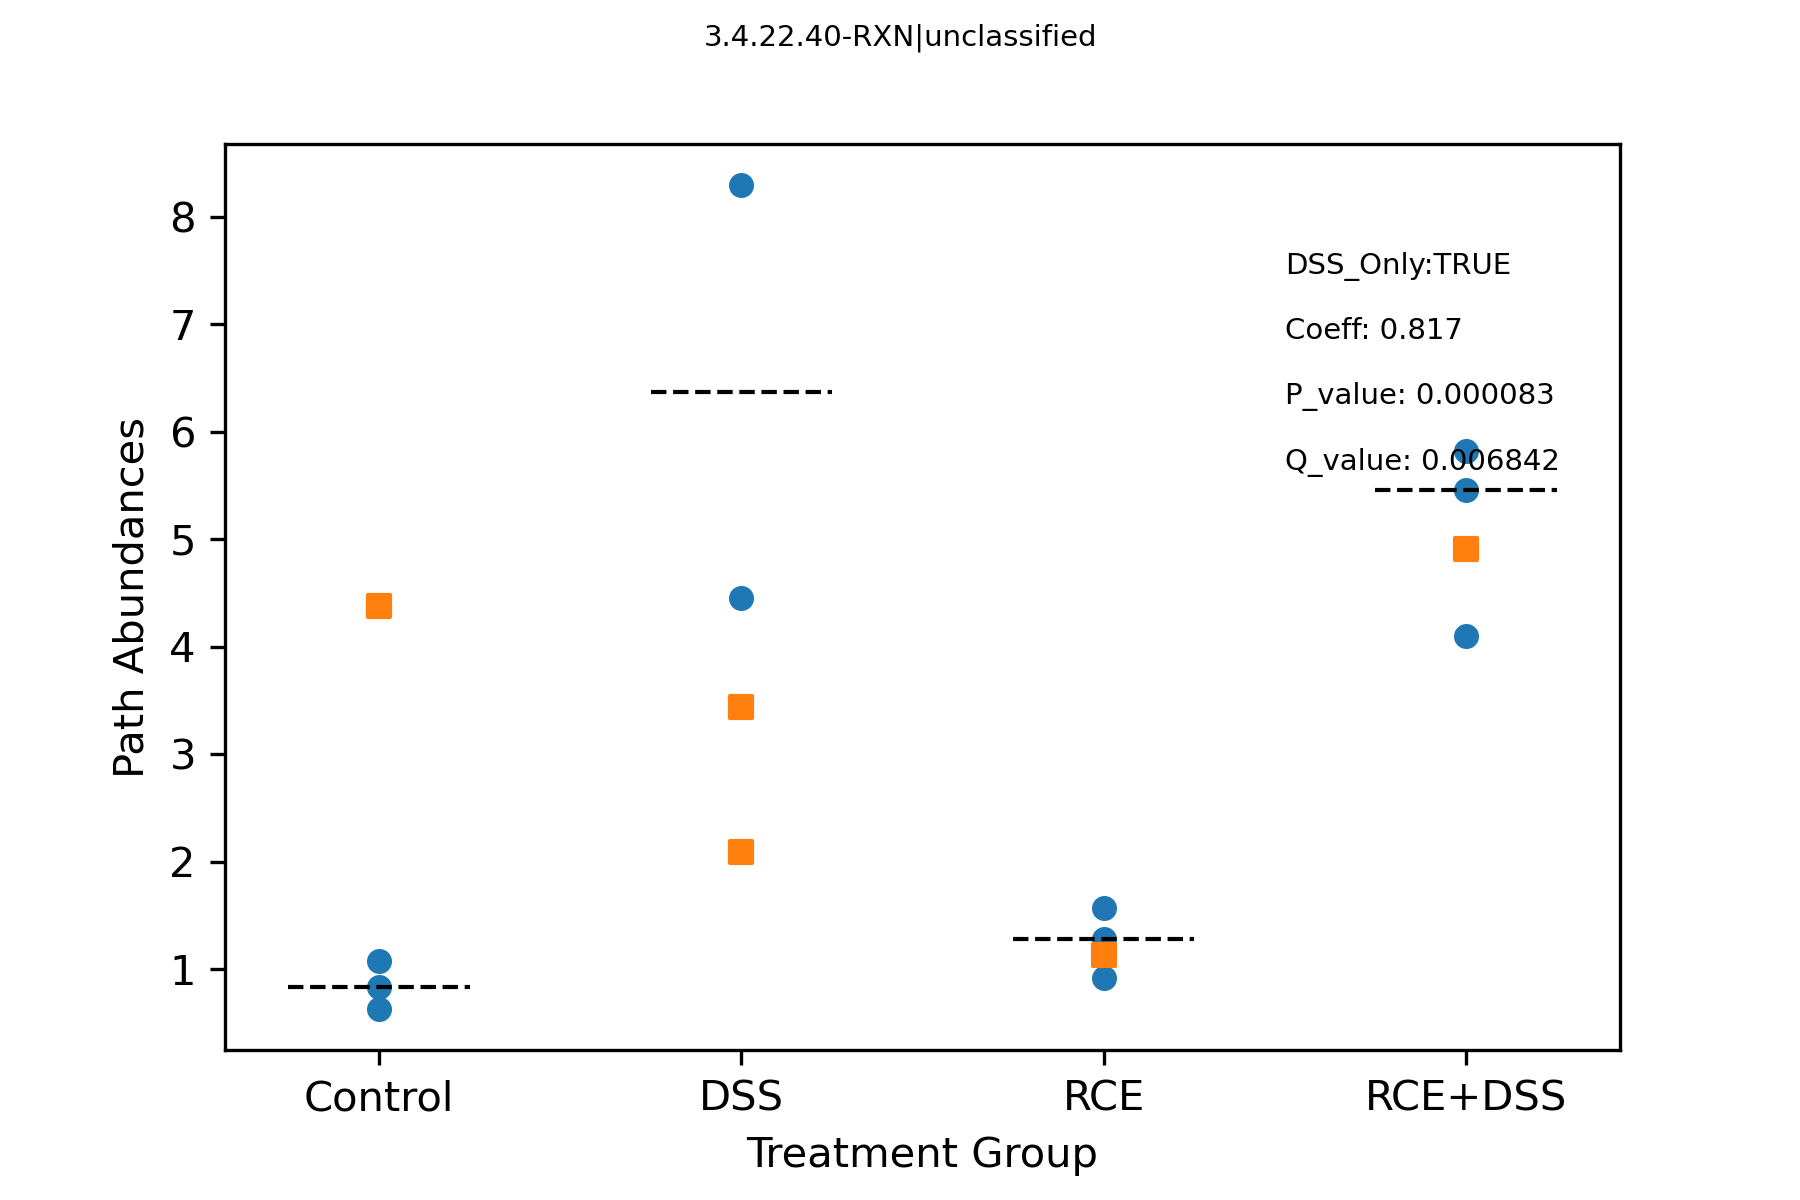 3.4.22.40-RXN|unclassified
8
7
6
5
4
3
2
1
Path Abundances
DSS_Only:TRUE
Coeff: 0.817
P_value: 0.000083
Q_value: 0.006842
Control
DSS
RCE
RCE+DSS
Treatment Group